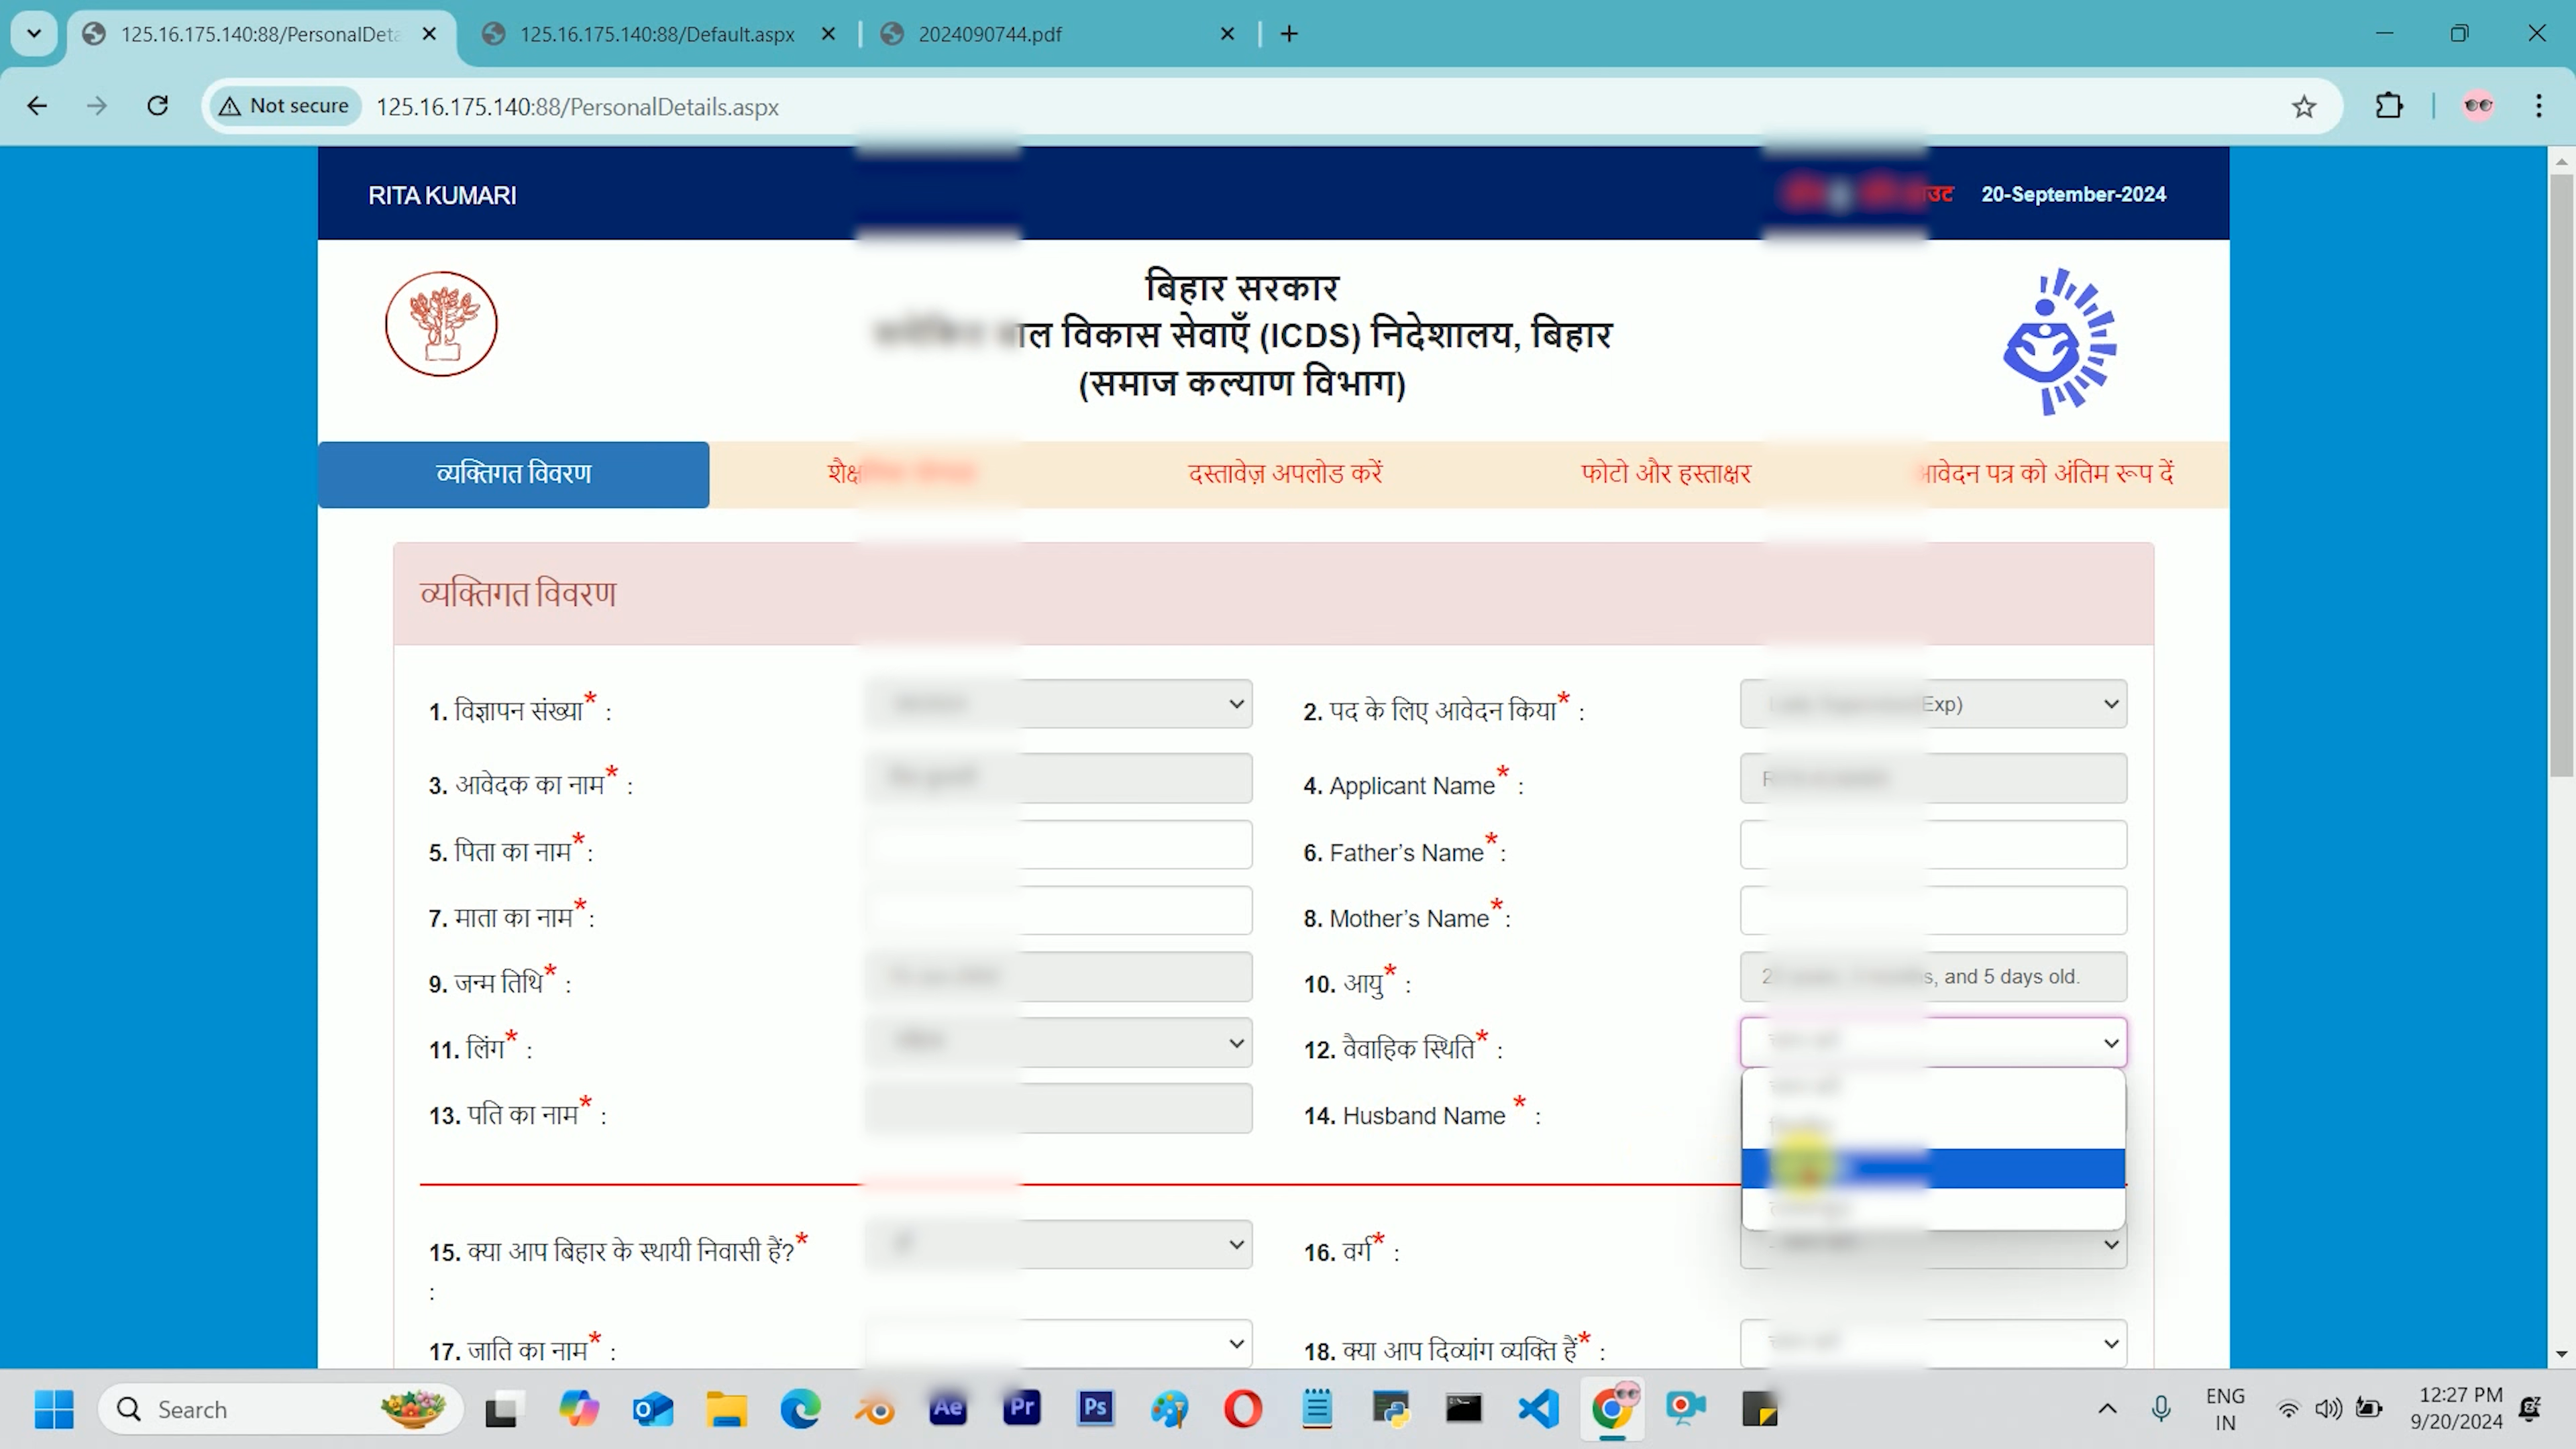 125.16.175.140:88/PersonalDeta
125.16.175.140:88/Default.aspx
2024090744.pdf
Not secure
125.16.175.140:88/PersonalDetails.aspx
RITA KUMARI
20-September-2024
बिहार सरकार
विकास सेवाएँ (ICDS) निदेशालय, बिहार
(समाज कल्याण विभाग)
व्यक्तिगत विवरण
दस्तावेज़ अपलोड करें
फोटो और हस्ताक्षर
पत्र को अंतिम रूप दें
व्यक्तिगत विवरण
1. विज्ञापन संख्या* :
2. पद के लिए आवेदन किया* :
Exp)
3. आवेदक का नाम* :
4. Applicant Name* :
5. पिता का नाम*:
6. Father's Name*:
7. माता का नाम*:
8. Mother's Name*:
9. जन्म तिथि* :
10. आयु* :
, and 5 days old.
11. लिंग* :
12. वैवाहिक स्थिति* :
13. पति का नाम* :
14. Husband Name* :
15. क्या आप बिहार के स्थायी निवासी हैं?*
:
16. वर्ग* :
17. जाति का नाम* :
18. क्या आप दिव्यांग व्यक्ति हैं* :
Search
Ae
Pr
Ps
ENG
IN
12:27 PM
9/20/2024